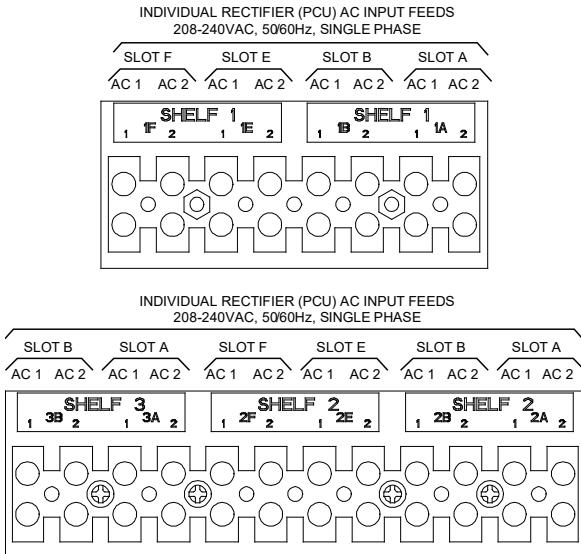 INDIVIDUAL RECTIFIER (PCU) AC INPUT FEEDS
208-240VAC, 50/60Hz, SINGLE PHASE
SLOT F SLOT E SLOT B SLOT A
AC 1 AC 2 AC 1 AC 2 AC 1 AC 2 AC 1 AC 2
SHELF 1 SHELF 1
1 1F 2 1 1E 2 1 1B 2 1 1A 2
INDIVIDUAL RECTIFIER (PCU) AC INPUT FEEDS
208-240VAC, 50/60Hz, SINGLE PHASE
SLOT B SLOT A SLOT F SLOT E SLOT B SLOT A
AC 1 AC 2 AC 1 AC 2 AC 1 AC 2 AC 1 AC 2 AC 1 AC 2 AC 1 AC 2
SHELF 3 SHELF 2 SHELF 2
1 3B 2 1 3A 2 1 2F 2 1 2E 2 1 2B 2 1 2A 2